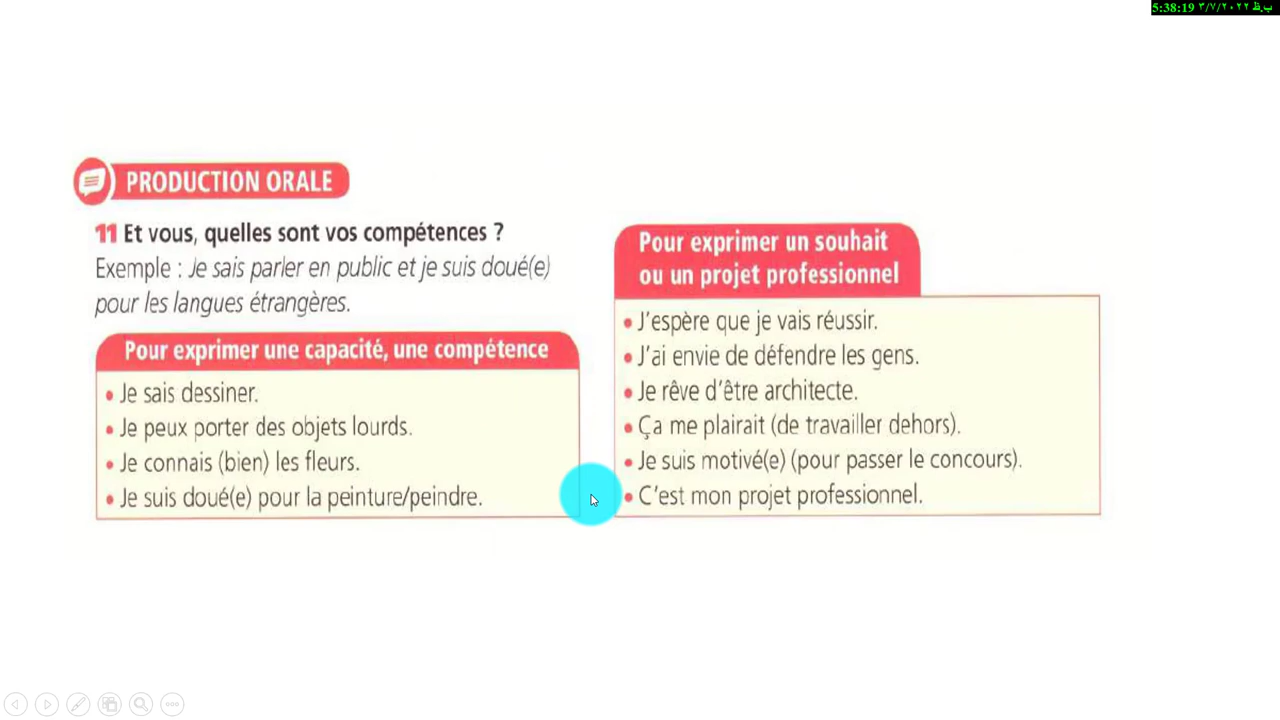 5:38:19 ۳/۷/۲۰۲۲ ب.ظ
PRODUCTION ORALE
11 Et vous, quelles sont vos compétences ?
Exemple : Je sais parler en public et je suis doué(e)
pour les langues étrangères.
Pour exprimer une capacité, une compétence
• Je sais dessiner.
• Je peux porter des objets lourds.
• Je connais (bien) les fleurs.
• Je suis doué(e) pour la peinture/peindre.
Pour exprimer un souhait
ou un projet professionnel
• J'espère que je vais réussir.
• J'ai envie de défendre les gens.
• Je rêve d'être architecte.
• Ça me plairait (de travailler dehors).
• Je suis motivé(e) (pour passer le concours).
• C'est mon projet professionnel.